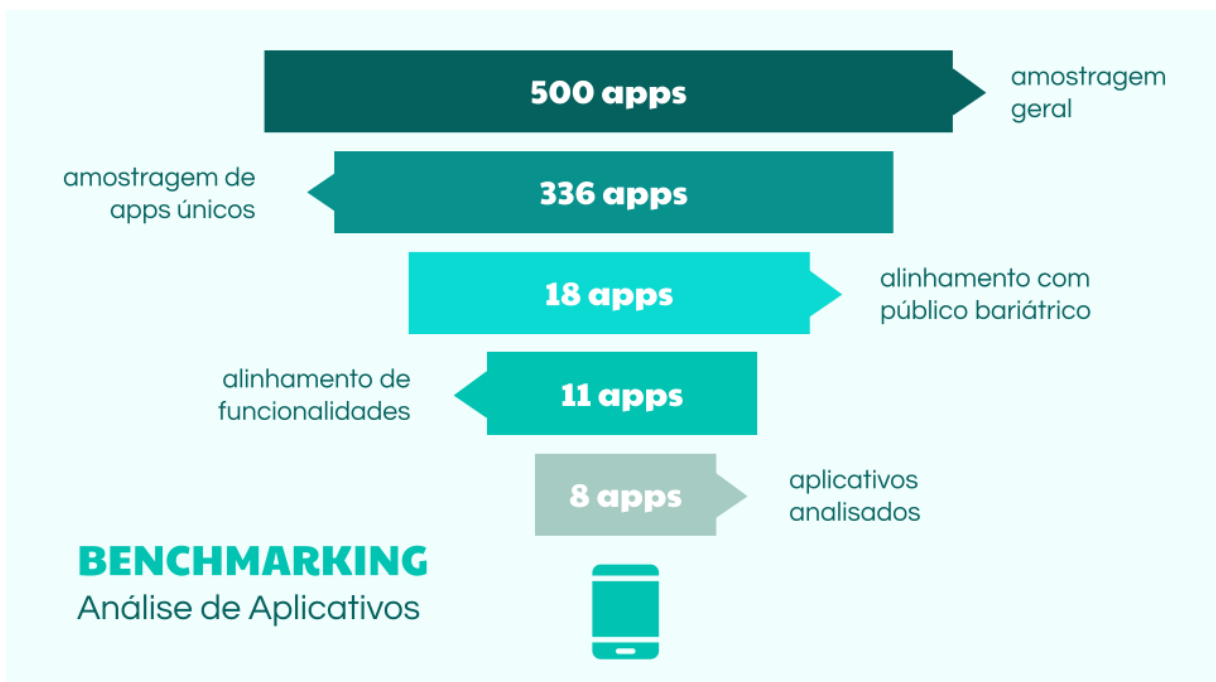 500 apps
amostragem
geral
amostragem de
apps únicos
336 apps
18 apps
alinhamento com
público bariátrico
alinhamento de
funcionalidades
11 apps
8 apps
aplicativos
analisados
BENCHMARKING
Análise de Aplicativos